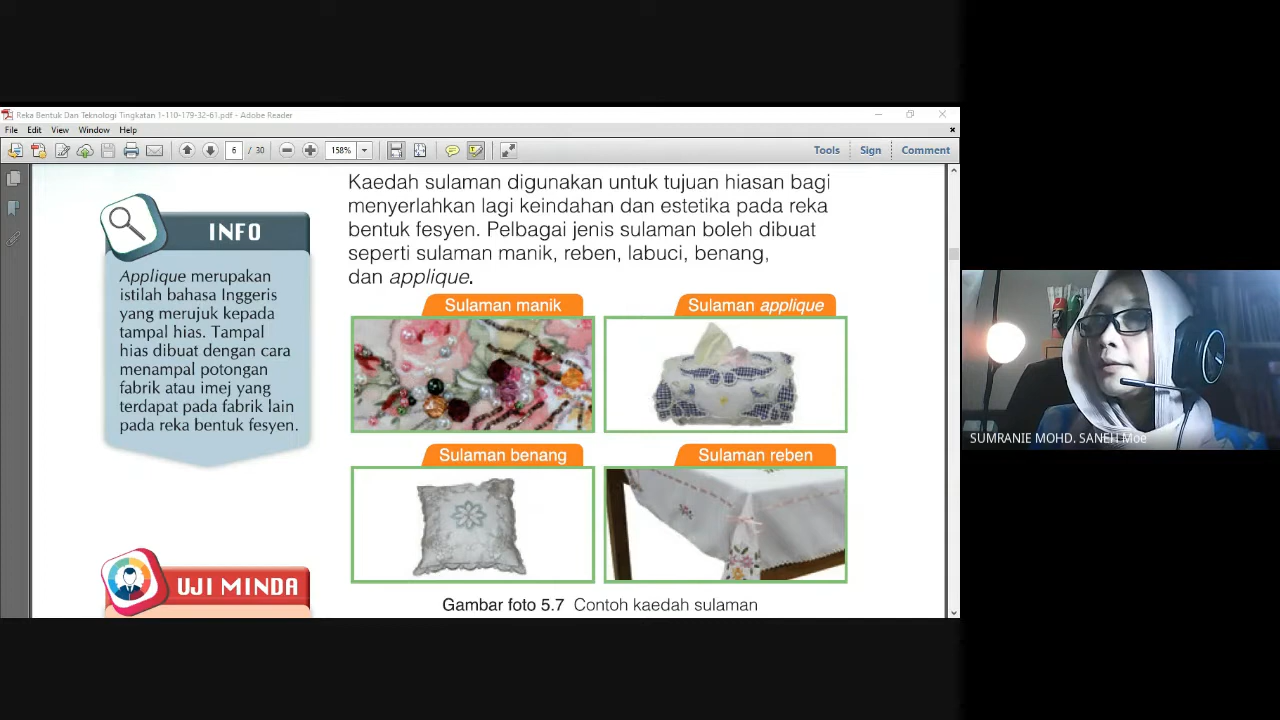 Reka Bentuk Dan Teknologi Tingkatan 1-110-179-32-61.pdf - Adobe Reader
File Edit View Window Help
6 / 30 158% Tools Sign Comment
Kaedah sulaman digunakan untuk tujuan hiasan bagi
menyerlahkan lagi keindahan dan estetika pada reka
bentuk fesyen. Pelbagai jenis sulaman boleh dibuat
seperti sulaman manik, reben, labuci, benang,
dan applique.
INFO
Applique merupakan
istilah bahasa Inggeris
yang merujuk kepada
tampal hias. Tampal
hias dibuat dengan cara
menampal potongan
fabrik atau imej yang
terdapat pada fabrik lain
pada reka bentuk fesyen.
Sulaman manik
Sulaman applique
Sulaman benang
Sulaman reben
Gambar foto 5.7 Contoh kaedah sulaman
UJI MINDA
SUMRANIE MOHD. SANEH Moe